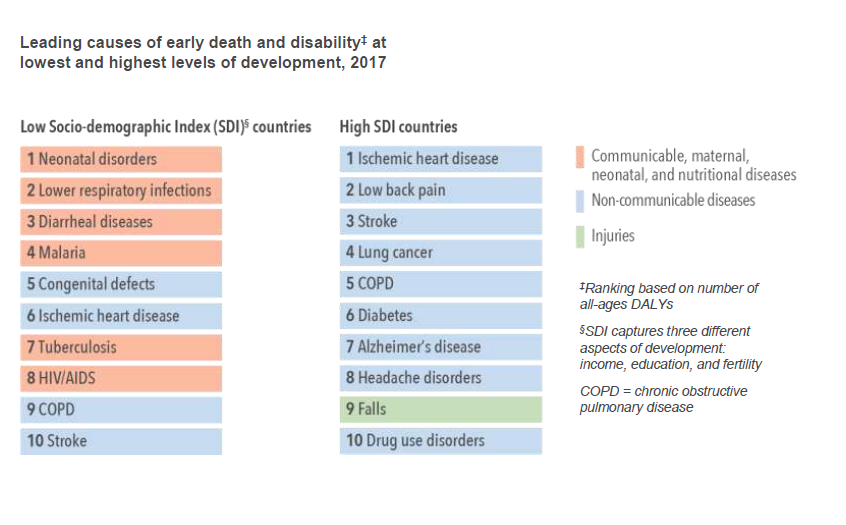 Leading causes of early death and disability‡ at
lowest and highest levels of development, 2017
Low Socio-demographic Index (SDI)§ countries
1 Neonatal disorders
2 Lower respiratory infections
3 Diarrheal diseases
4 Malaria
5 Congenital defects
6 Ischemic heart disease
7 Tuberculosis
8 HIV/AIDS
9 COPD
10 Stroke
High SDI countries
1 Ischemic heart disease
2 Low back pain
3 Stroke
4 Lung cancer
5 COPD
6 Diabetes
7 Alzheimer's disease
8 Headache disorders
9 Falls
10 Drug use disorders
Communicable, maternal,
neonatal, and nutritional diseases
Non-communicable diseases
Injuries
‡Ranking based on number of
all-ages DALYs
§SDI captures three different
aspects of development:
income, education, and fertility
COPD = chronic obstructive
pulmonary disease